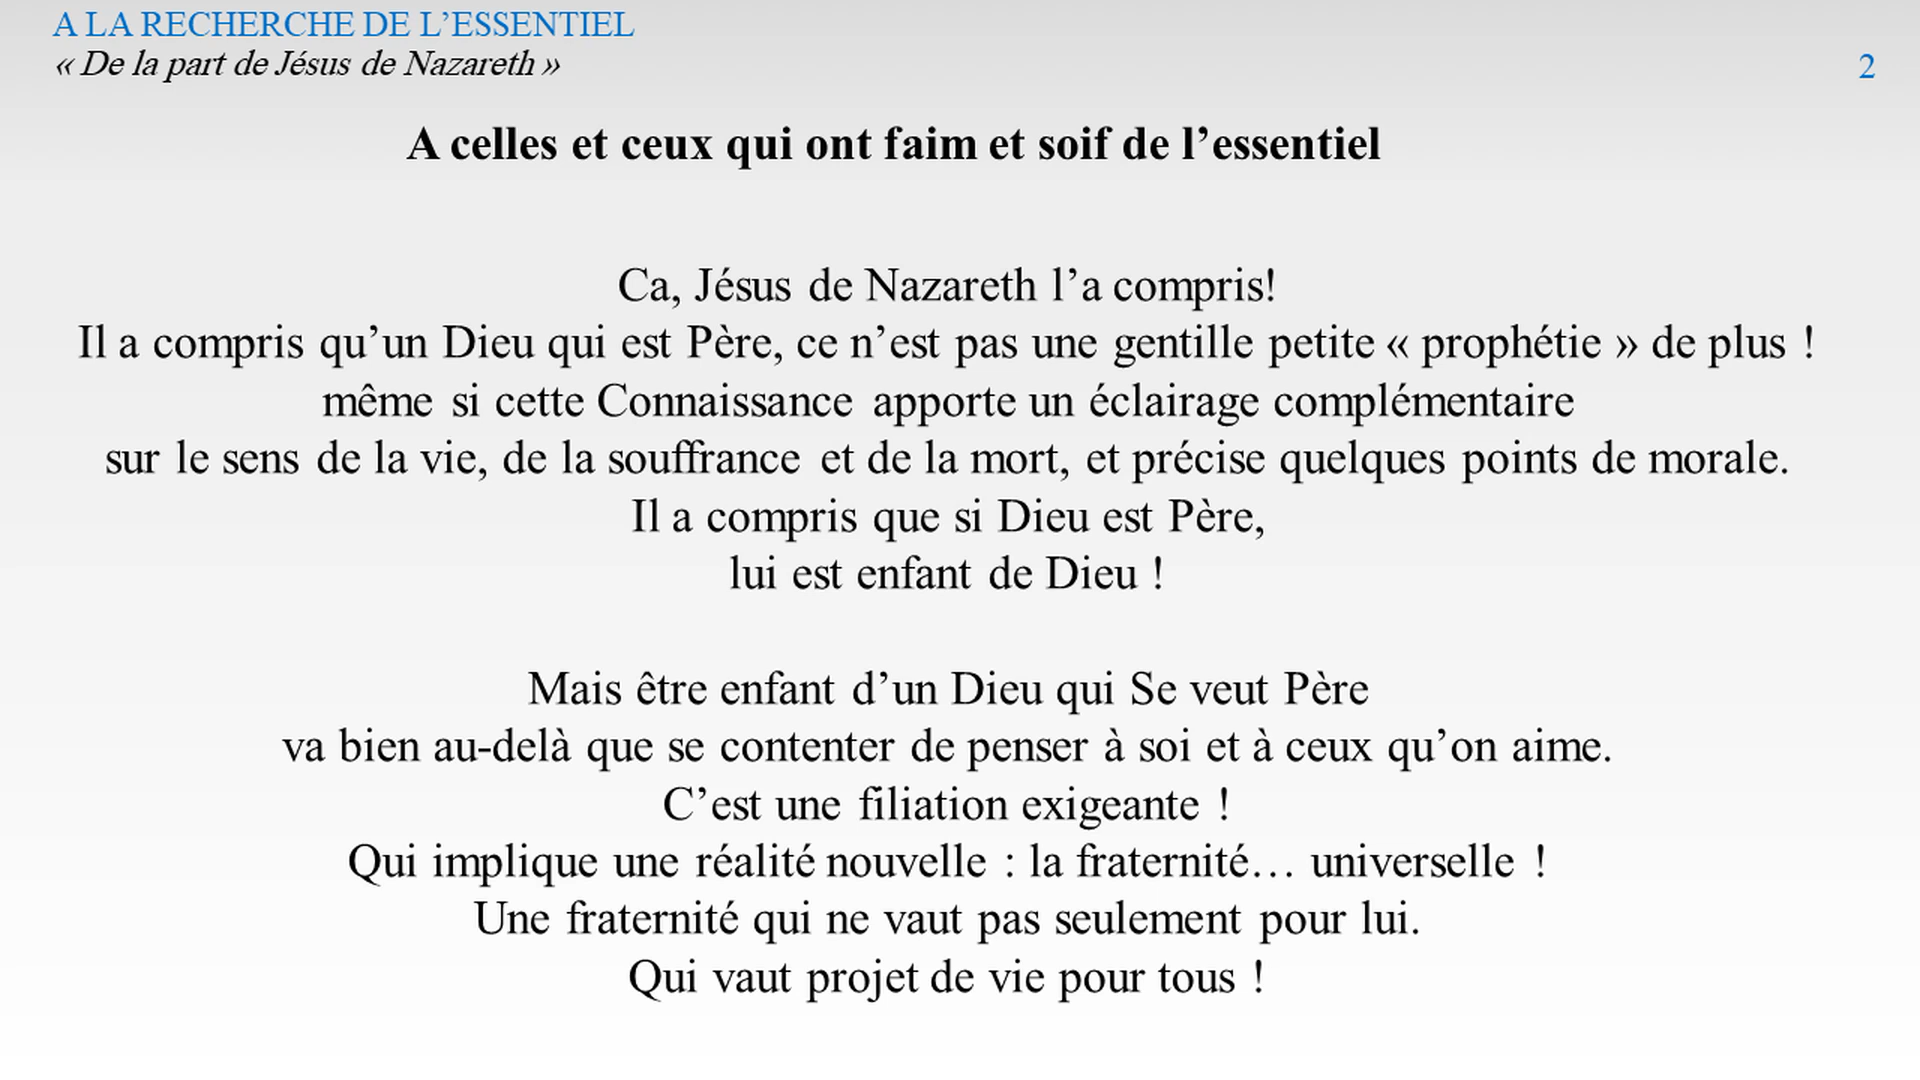 A LA RECHERCHE DE L’ESSENTIEL
« De la part de Jésus de Nazareth »
2
A celles et ceux qui ont faim et soif de l’essentiel
Ca, Jésus de Nazareth l’a compris!
Il a compris qu’un Dieu qui est Père, ce n’est pas une gentille petite « prophétie » de plus !
même si cette Connaissance apporte un éclairage complémentaire
sur le sens de la vie, de la souffrance et de la mort, et précise quelques points de morale.
Il a compris que si Dieu est Père,
lui est enfant de Dieu !
Mais être enfant d’un Dieu qui Se veut Père
va bien au-delà que se contenter de penser à soi et à ceux qu’on aime.
C’est une filiation exigeante !
Qui implique une réalité nouvelle : la fraternité… universelle !
Une fraternité qui ne vaut pas seulement pour lui.
Qui vaut projet de vie pour tous !